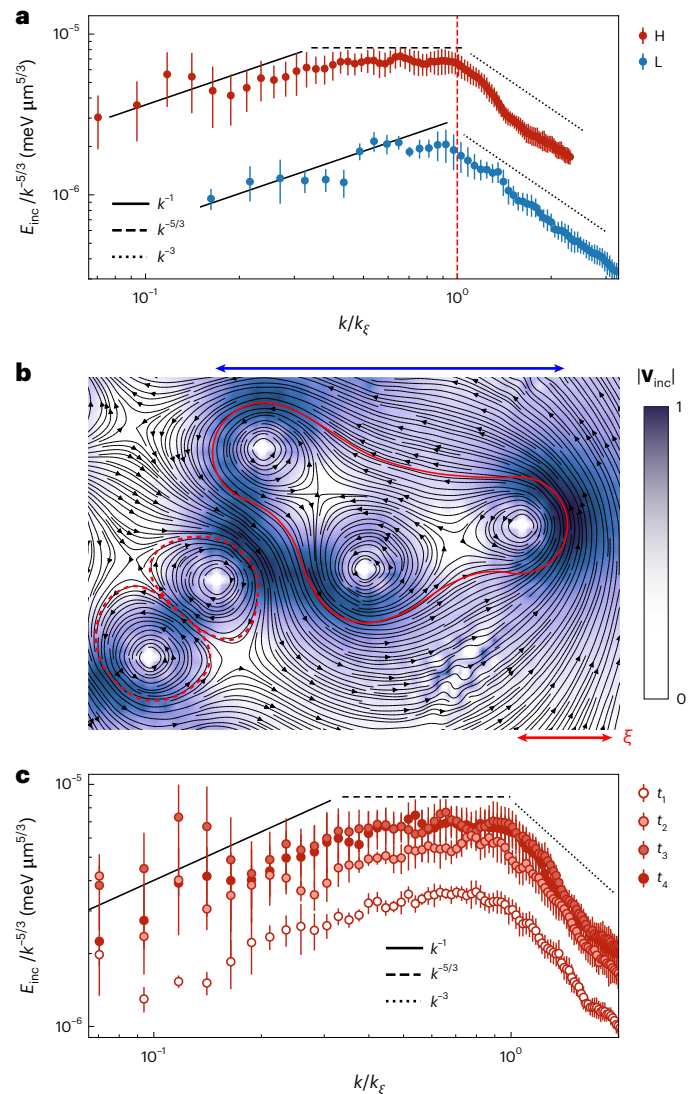 a
10⁻⁵
10⁻⁶
E_inc /k^−5/3 (meV μm^5/3)
k⁻¹
k^−5/3
k⁻³
H
L
10⁻¹
10⁰
k/k_ξ
b
|v_inc|
1
0
ξ
c
10⁻⁵
10⁻⁶
E_inc /k^−5/3 (meV μm^5/3)
k⁻¹
k^−5/3
k⁻³
t₁
t₂
t₃
t₄
10⁻¹
10⁰
k/k_ξ